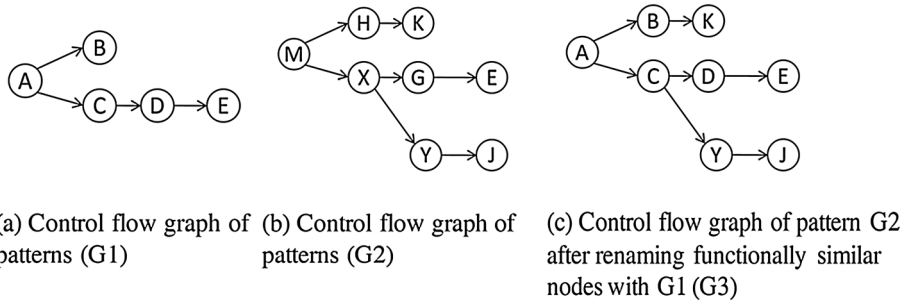 A
B
C
D
E
M
H
K
X
G
E
Y
J
A
B
K
C
D
E
Y
J
(a) Control flow graph of
patterns (G1)
(b) Control flow graph of
patterns (G2)
(c) Control flow graph of pattern G2
after renaming functionally similar
nodes with G1 (G3)